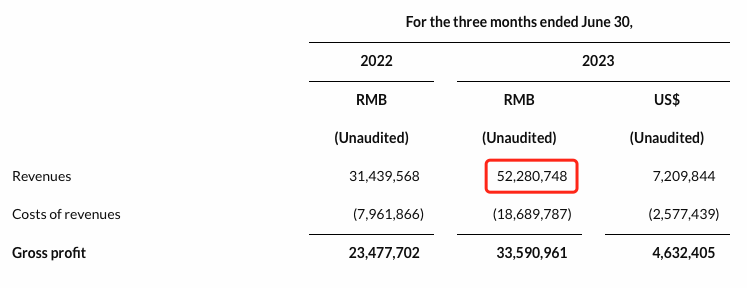 For the three months ended June 30,
2022 2023
RMB RMB US$
(Unaudited) (Unaudited) (Unaudited)
Revenues 31,439,568 52,280,748 7,209,844
Costs of revenues (7,961,866) (18,689,787) (2,577,439)
Gross profit 23,477,702 33,590,961 4,632,405